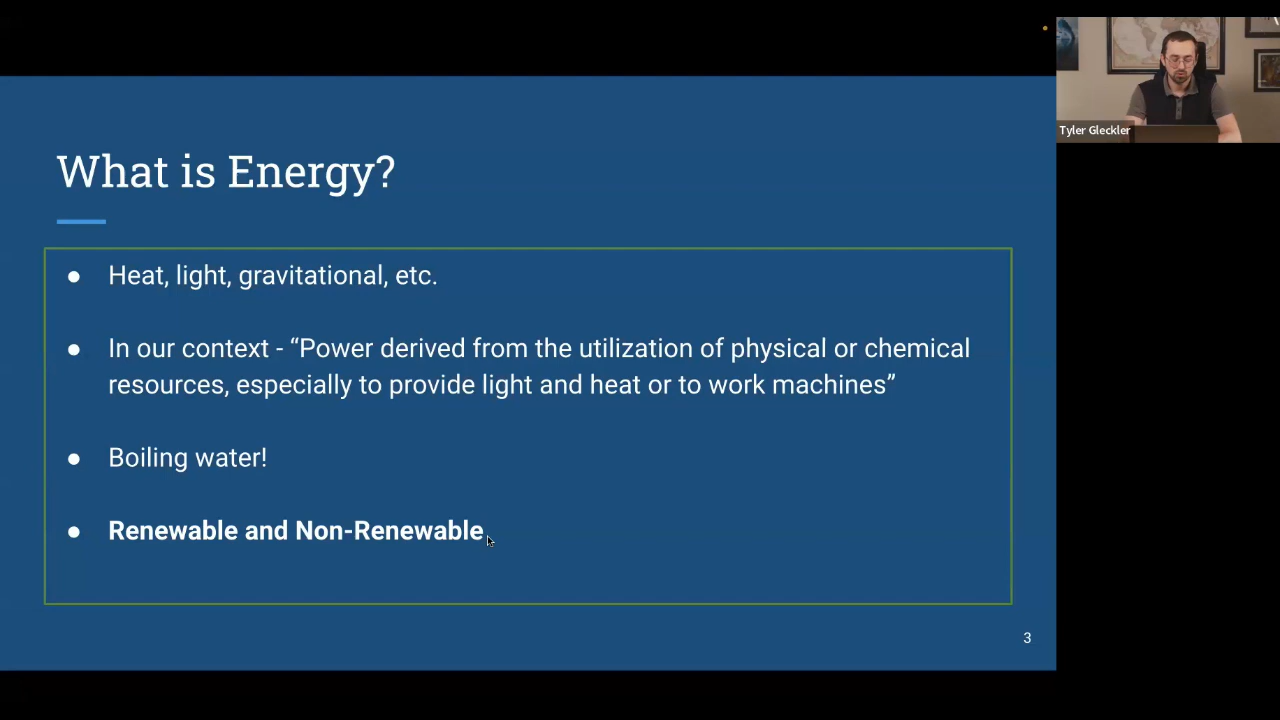 What is Energy?
● Heat, light, gravitational, etc.
● In our context - “Power derived from the utilization of physical or chemical
resources, especially to provide light and heat or to work machines”
● Boiling water!
● Renewable and Non-Renewable
3
Tyler Gleckler